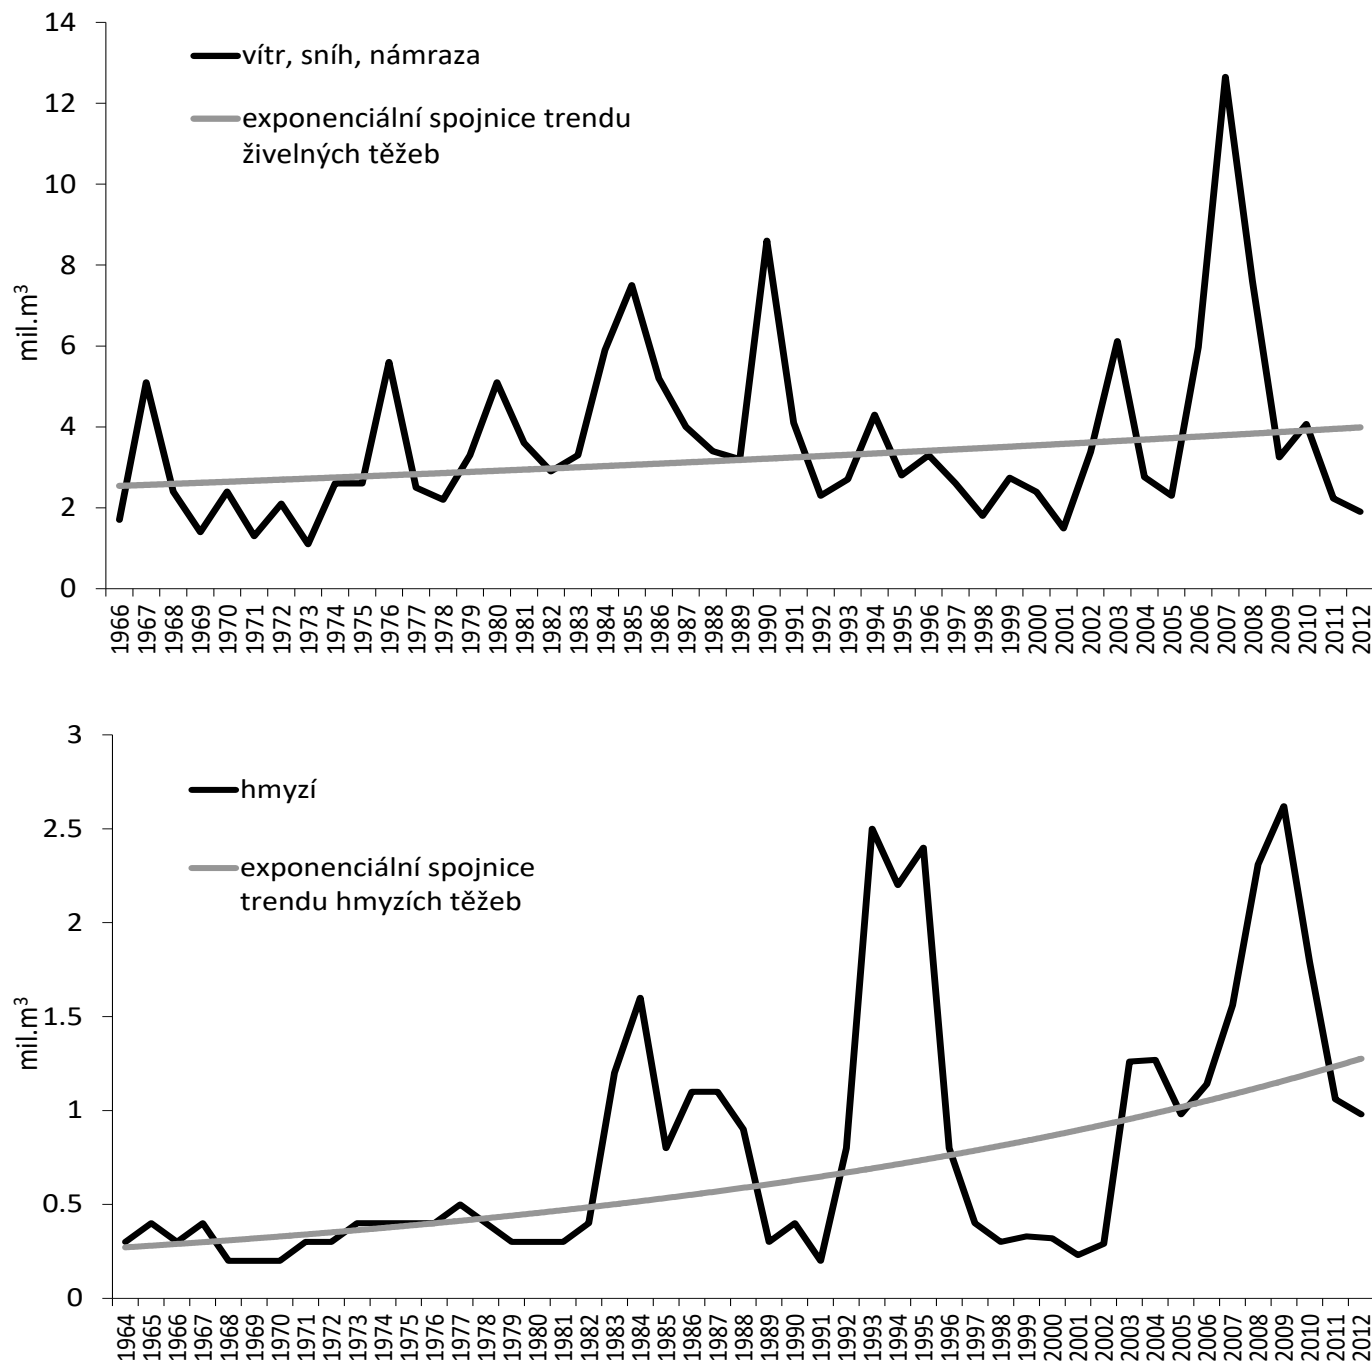 14
vítr, sníh, námraza
12
exponenciální spojnice trendu
živelných těžeb
10
8
mil.m³
6
4
2
0
1966 1967 1968 1969 1970 1971 1972 1973 1974 1975 1976 1977 1978 1979 1980 1981 1982 1983 1984 1985 1986 1987 1988 1989 1990 1991 1992 1993 1994 1995 1996 1997 1998 1999 2000 2001 2002 2003 2004 2005 2006 2007 2008 2009 2010 2011 2012
3
hmyzí
2.5
exponenciální spojnice
trendu hmyzích těžeb
2
1.5
mil.m³
1
0.5
0
1964 1965 1966 1967 1968 1969 1970 1971 1972 1973 1974 1975 1976 1977 1978 1979 1980 1981 1982 1983 1984 1985 1986 1987 1988 1989 1990 1991 1992 1993 1994 1995 1996 1997 1998 1999 2000 2001 2002 2003 2004 2005 2006 2007 2008 2009 2010 2011 2012